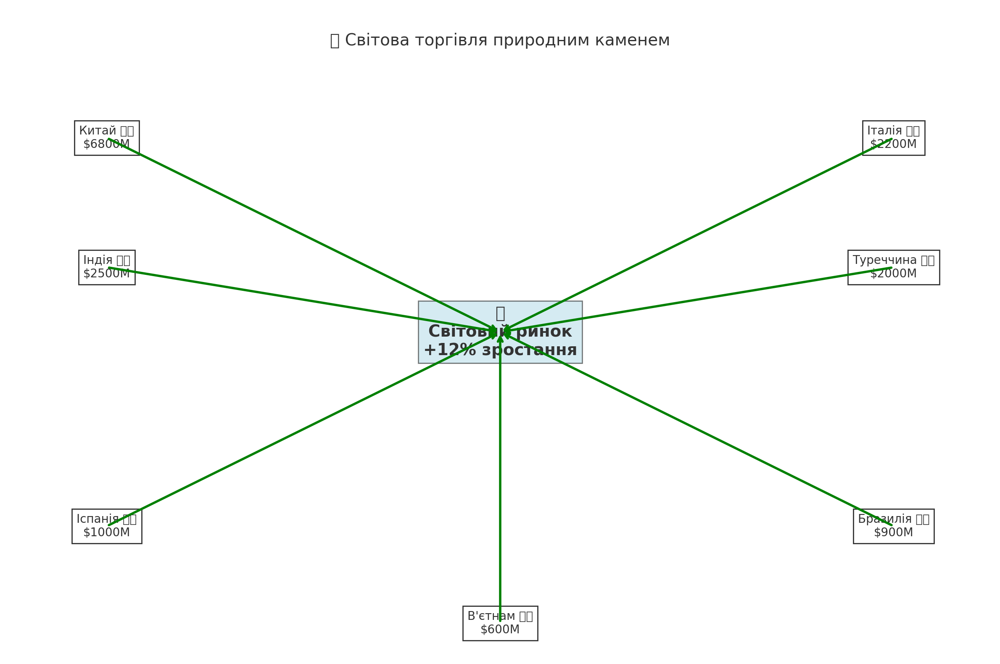 Світова торгівля природним каменем
Китай
$6800M
Італія
$2200M
Індія
$2500M
Туреччина
$2000M
Світовий ринок
+12% зростання
Іспанія
$1000M
Бразилія
$900M
В'єтнам
$600M